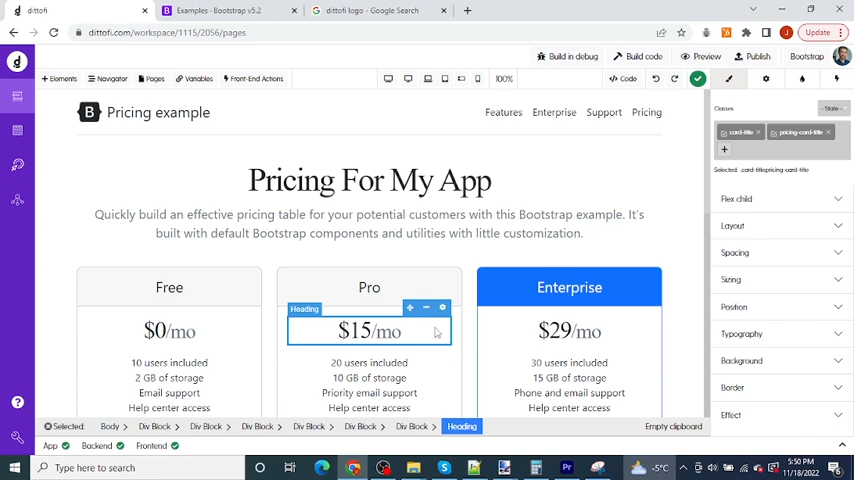 dittofi
Examples · Bootstrap v5.2
dittofi logo - Google Search
dittofi.com/workspace/1115/2056/pages
Update
Build in debug
Build code
Preview
Publish
Bootstrap
Elements
Navigator
Pages
Variables
Front-End Actions
100%
Code
B Pricing example
Features
Enterprise
Support
Pricing
Pricing For My App
Quickly build an effective pricing table for your potential customers with this Bootstrap example. It's
built with default Bootstrap components and utilities with little customization.
Free
$0/mo
10 users included
2 GB of storage
Email support
Help center access
Pro
Heading
$15/mo
20 users included
10 GB of storage
Priority email support
Help center access
Enterprise
$29/mo
30 users included
15 GB of storage
Phone and email support
Help center access
Classes
- State -
card-title
pricing-card-title
Selected: .card-titlepricing-card-title
Flex child
Layout
Spacing
Sizing
Position
Typography
Background
Border
Effect
Selected:
Body
Div Block
Div Block
Div Block
Div Block
Div Block
Div Block
Heading
Empty clipboard
App
Backend
Frontend
Type here to search
-5°C
5:50 PM
11/18/2022